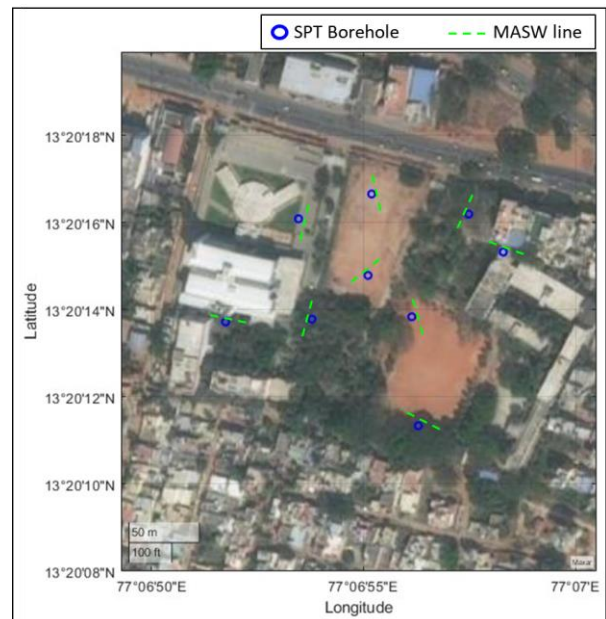 SPT Borehole
MASW line
13°20'18"N
13°20'16"N
13°20'14"N
13°20'12"N
13°20'10"N
13°20'08"N
Latitude
50 m
100 ft
Maxar
77°06'50"E
77°06'55"E
77°07'E
Longitude